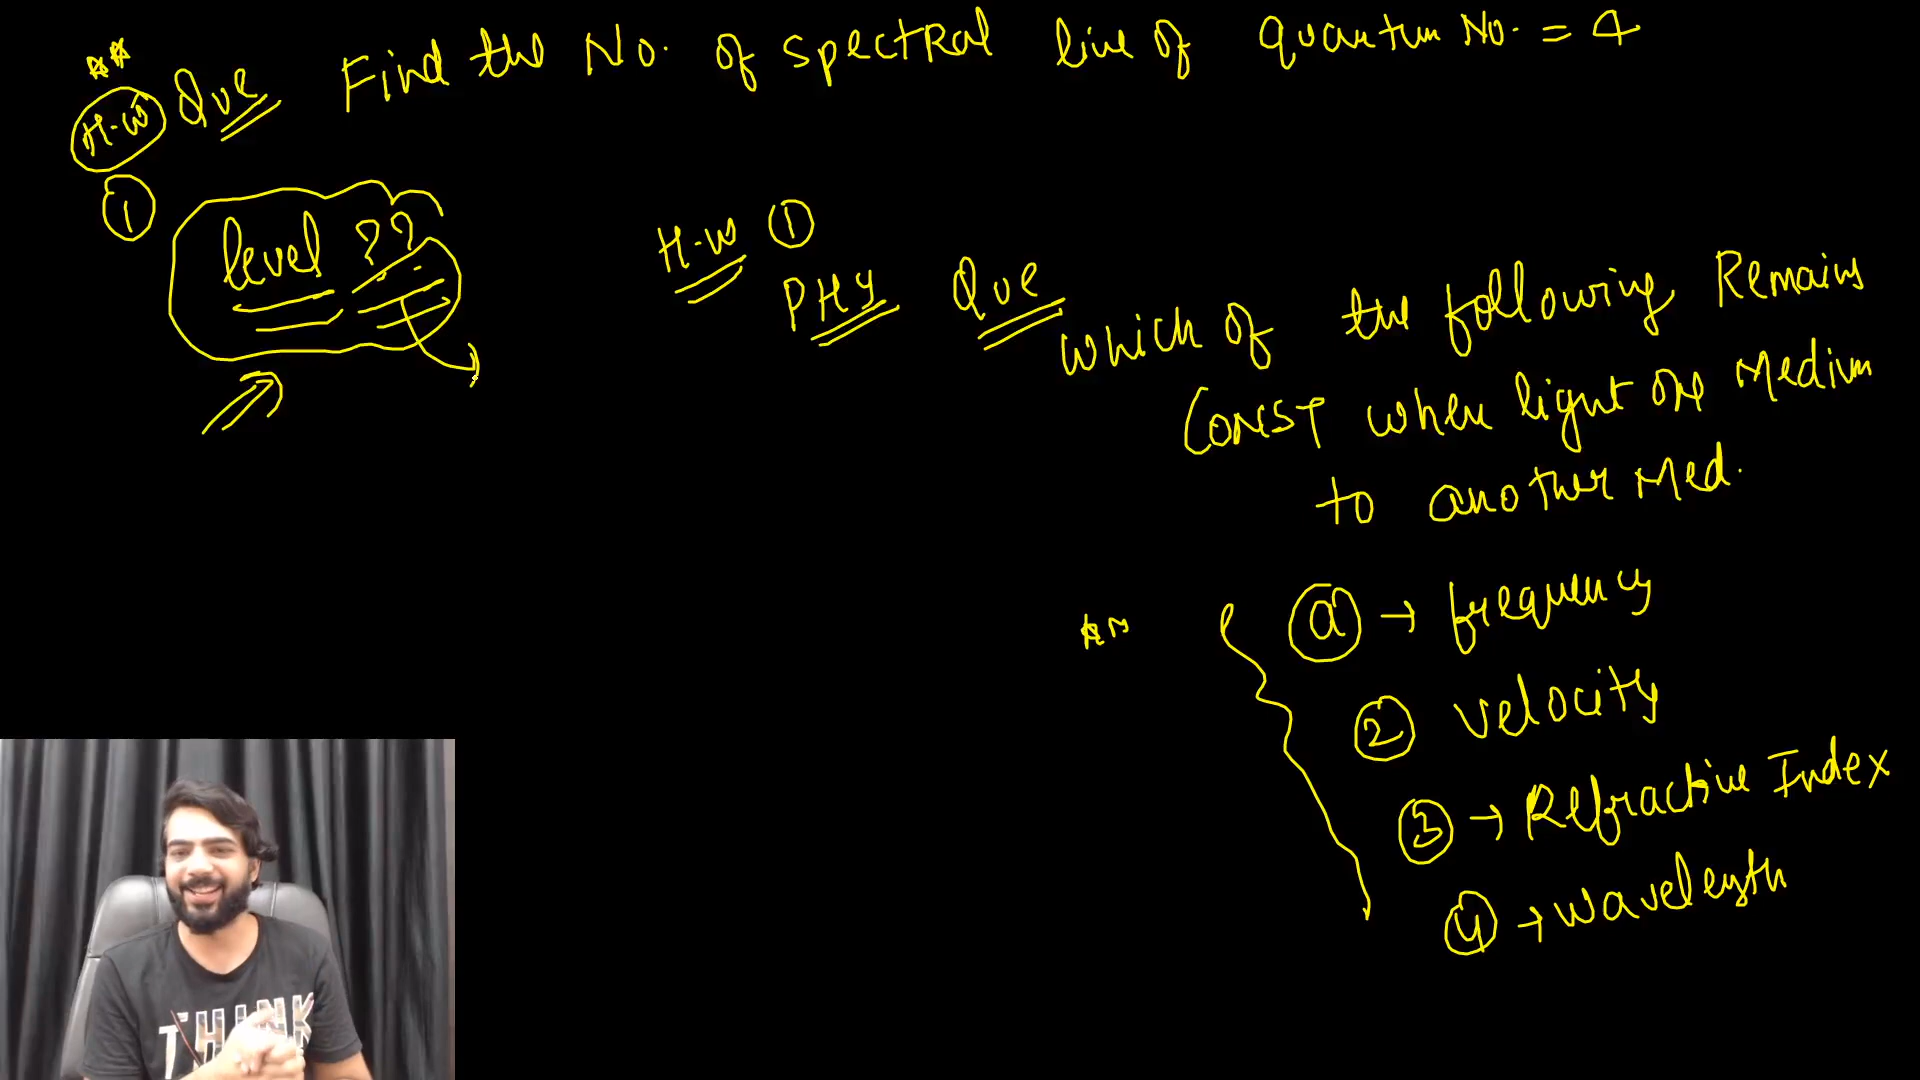 Find the No. of spectral line of quantum No. = 4
H.w Que
1
level ??
H.w 1
PHY Que
which of the following Remains
Const when light one Medium
to another Med.
a → frequency
2 velocity
3 → Refractive Index
4 → wavelength
THINK